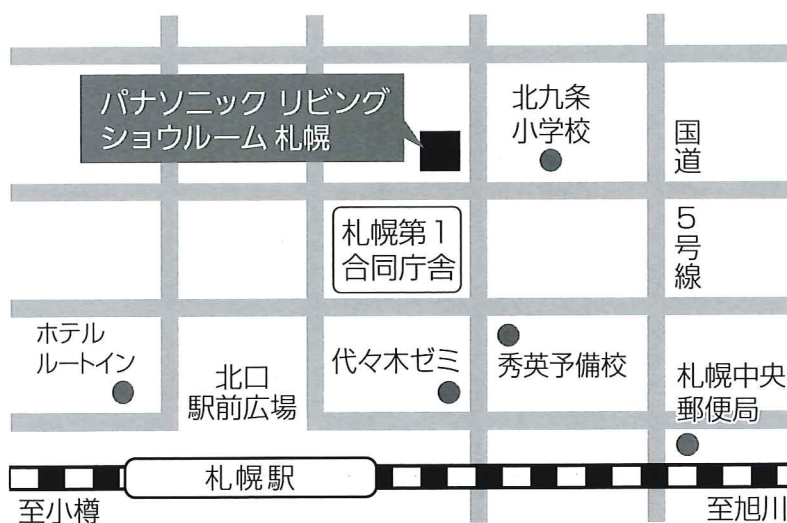 パナソニック リビング
ショウルーム 札幌
北九条
小学校
国道
5号線
札幌第1
合同庁舎
ホテル
ルートイン
北口
駅前広場
代々木ゼミ
秀英予備校
札幌中央
郵便局
札幌駅
至小樽
至旭川